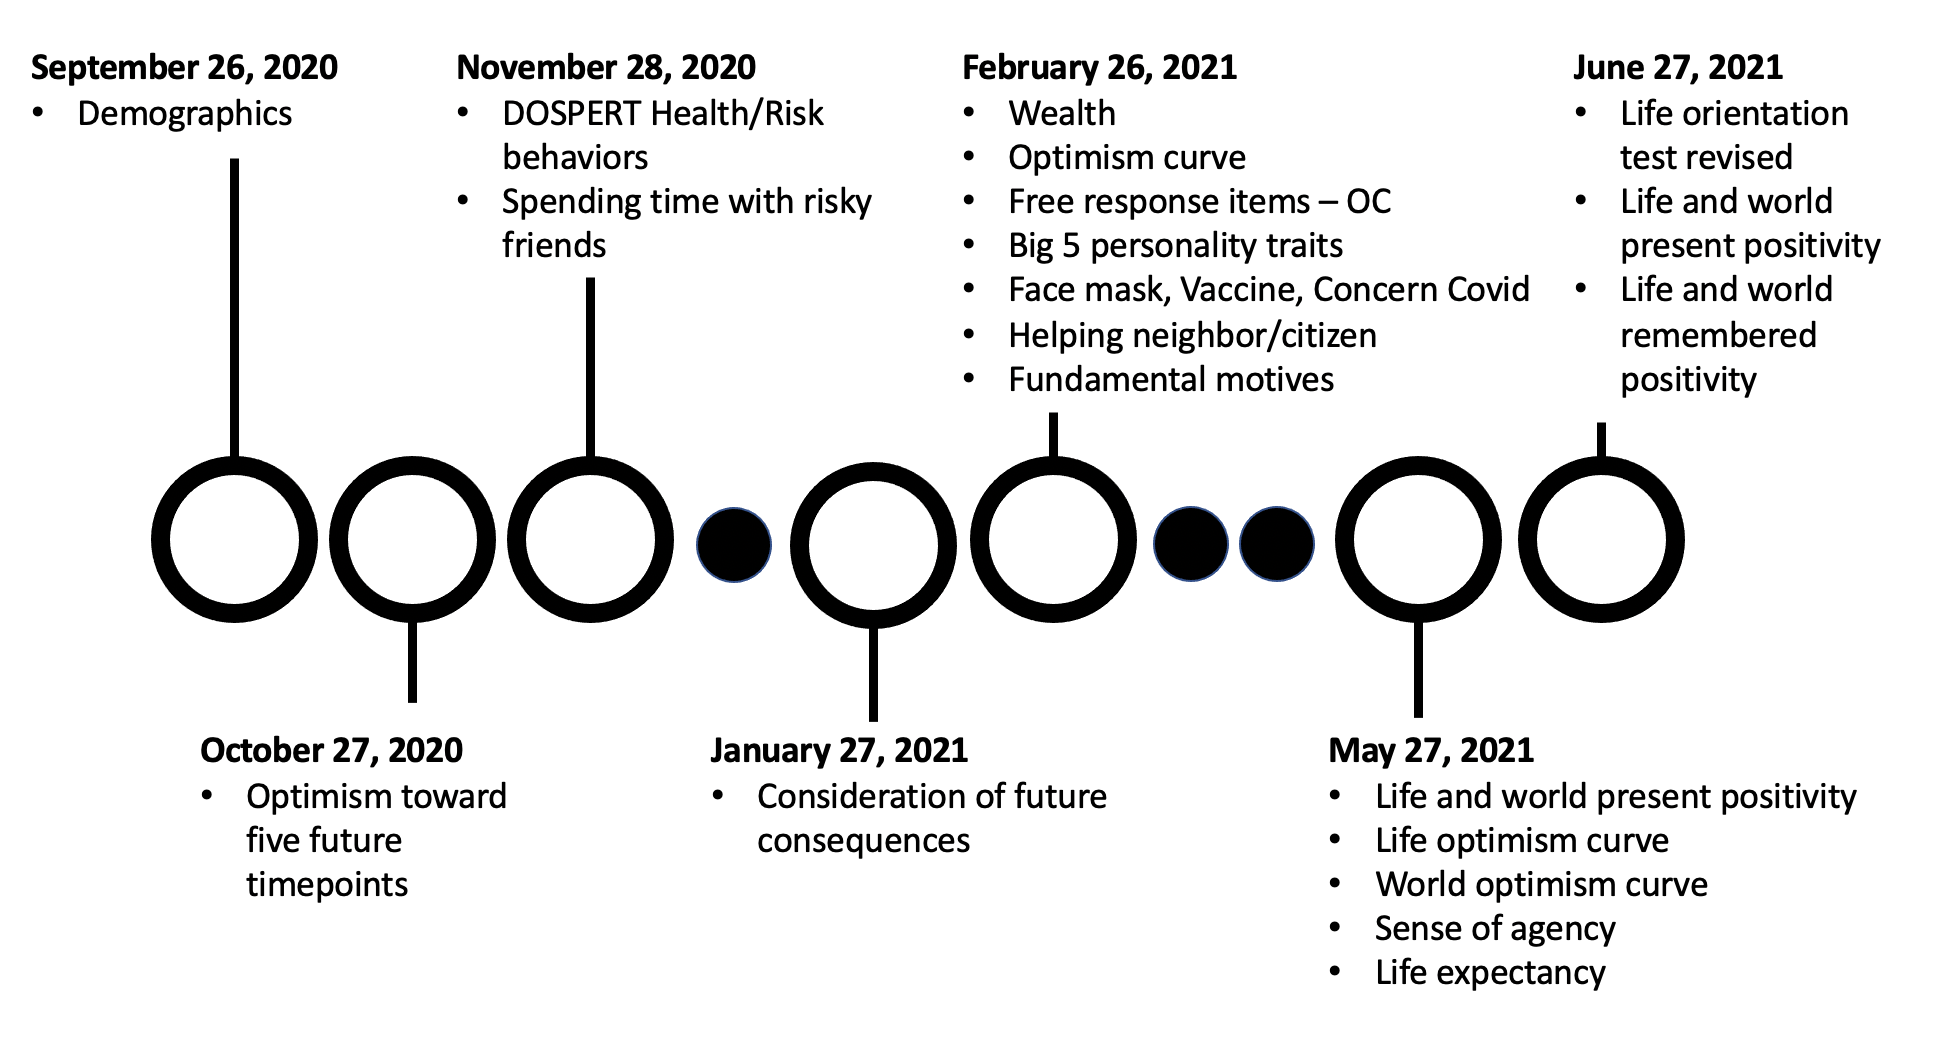 September 26, 2020
• Demographics
November 28, 2020
• DOSPERT Health/Risk
behaviors
• Spending time with risky
friends
February 26, 2021
• Wealth
• Optimism curve
• Free response items – OC
• Big 5 personality traits
• Face mask, Vaccine, Concern Covid
• Helping neighbor/citizen
• Fundamental motives
June 27, 2021
• Life orientation
test revised
• Life and world
present positivity
• Life and world
remembered
positivity
October 27, 2020
• Optimism toward
five future
timepoints
January 27, 2021
• Consideration of future
consequences
May 27, 2021
• Life and world present positivity
• Life optimism curve
• World optimism curve
• Sense of agency
• Life expectancy